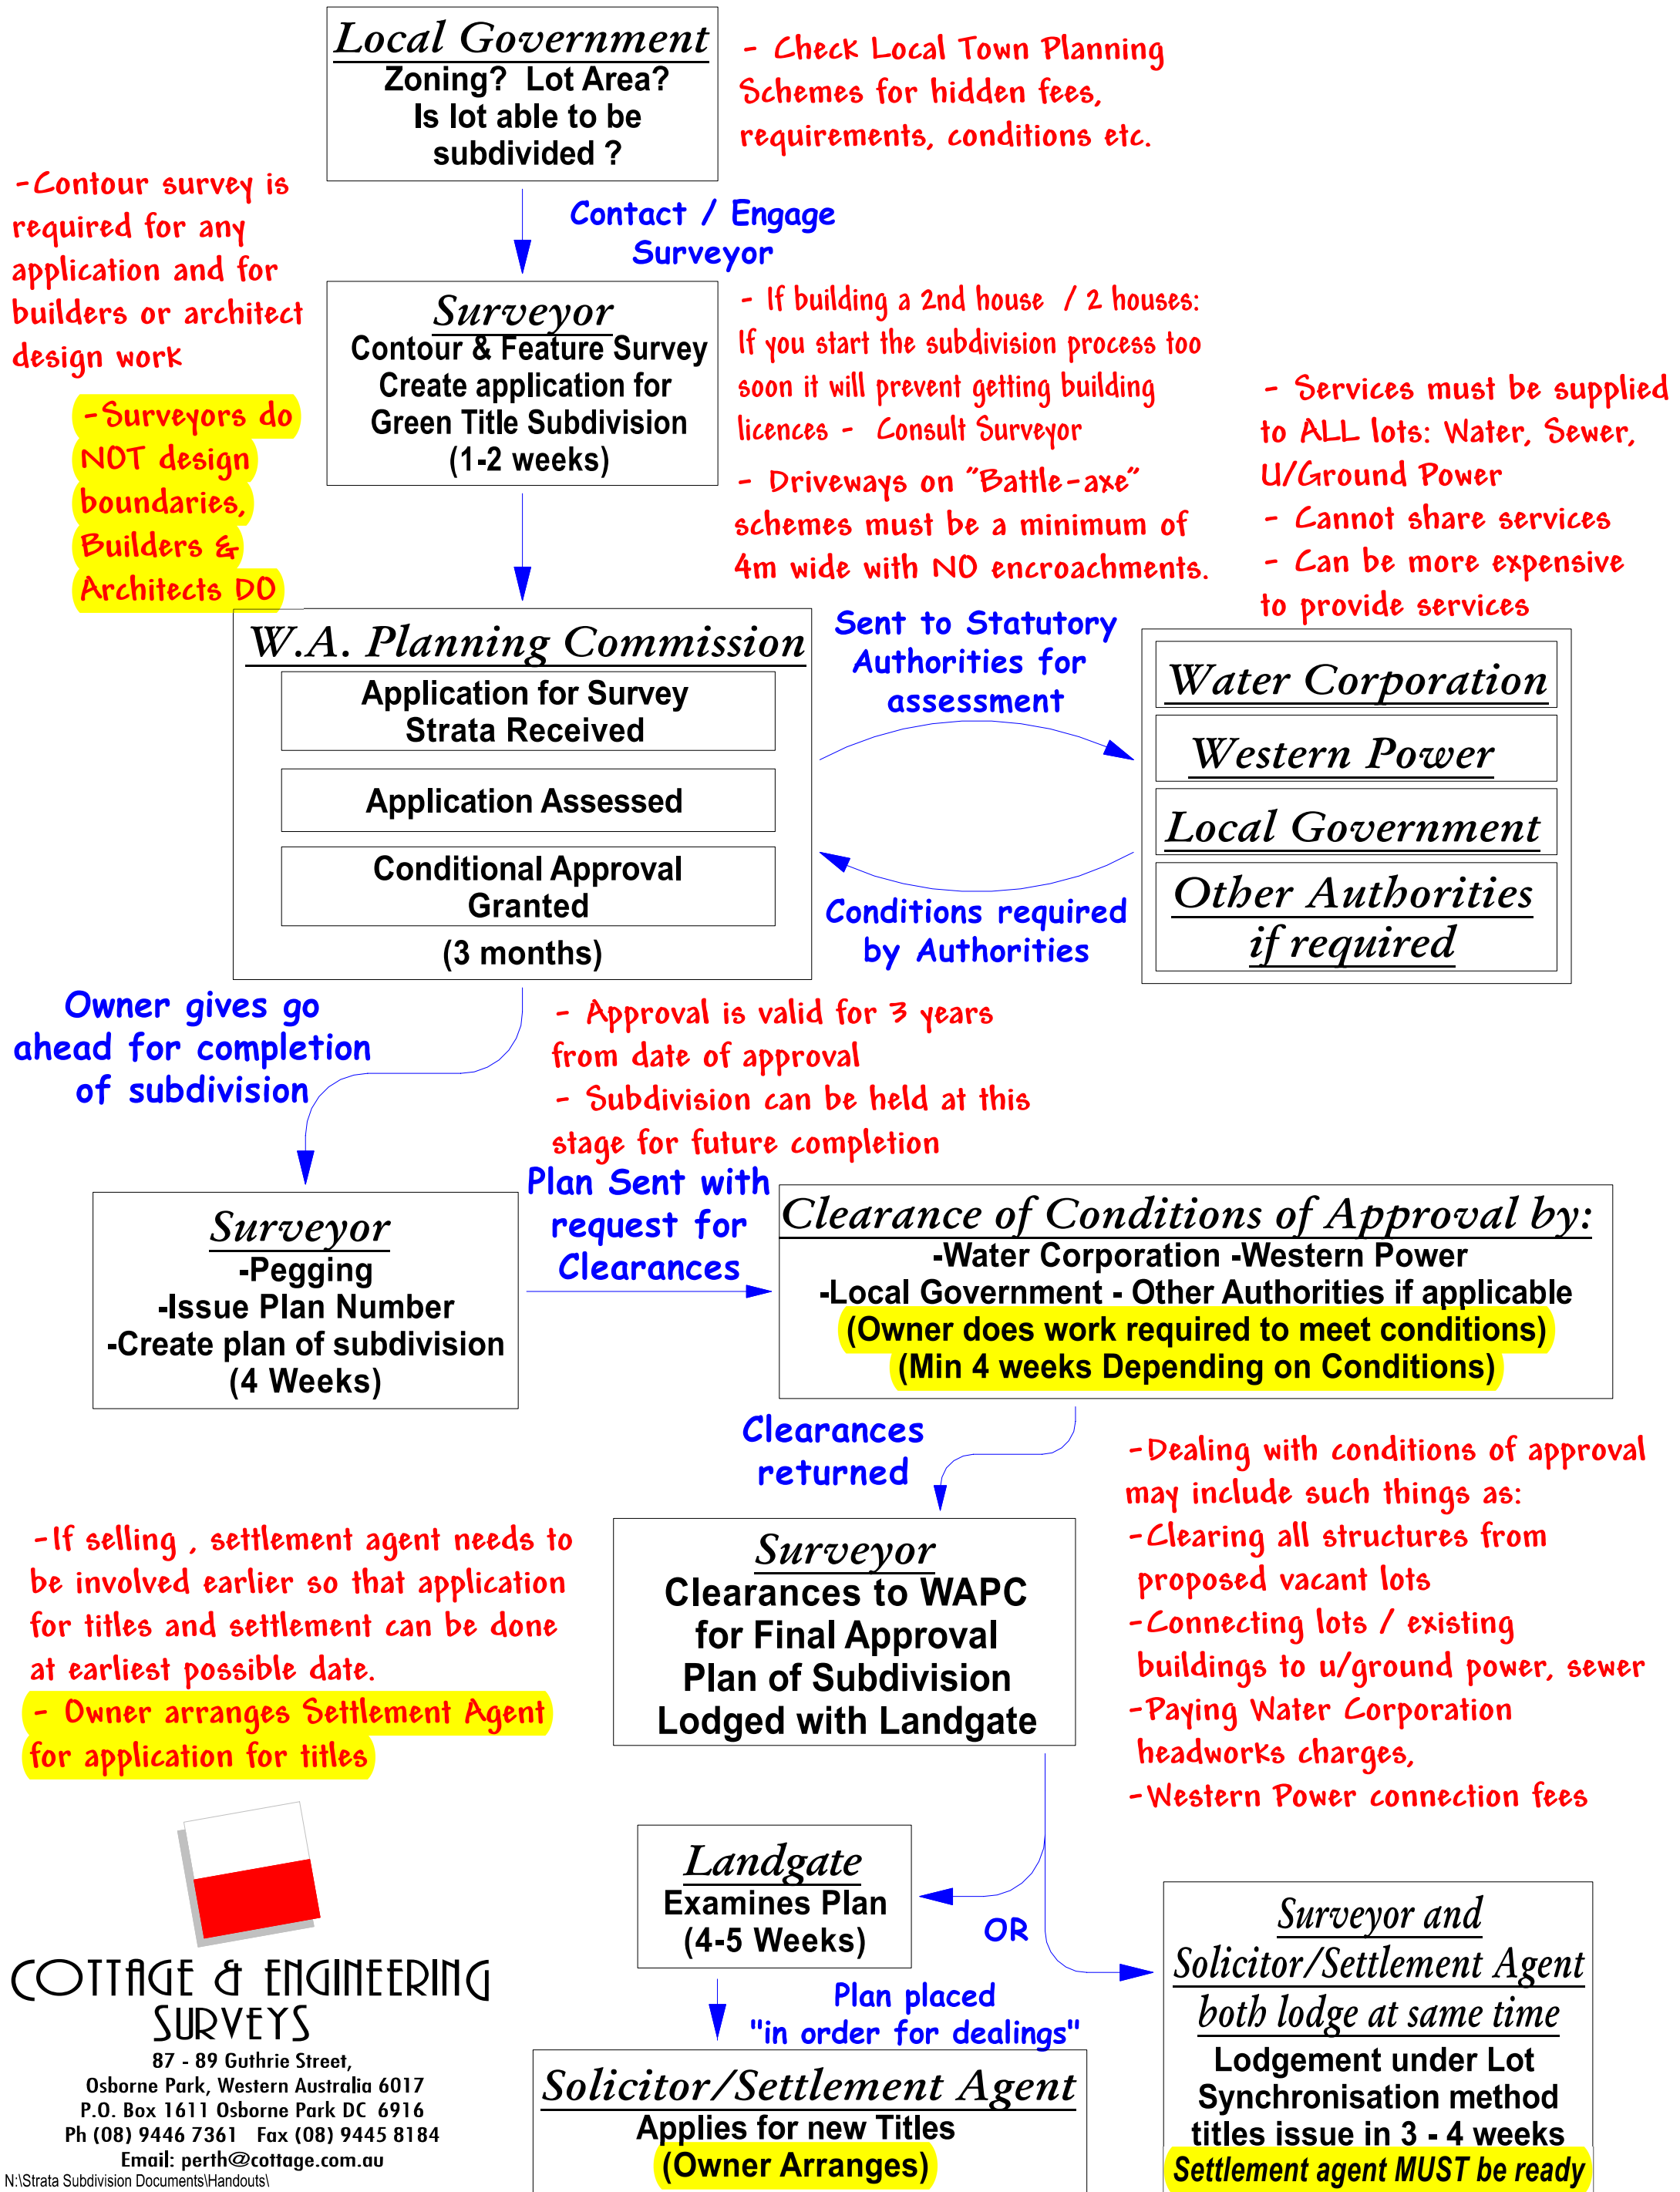 Local Government
Zoning?  Lot Area?
Is lot able to be
subdivided ?
- Check Local Town Planning
Schemes for hidden fees,
requirements, conditions etc.
-Contour survey is
required for any
application and for
builders or architect
design work
Contact / Engage
Surveyor
-Surveyors do
NOT design
boundaries,
Builders &
Architects DO
Surveyor
Contour & Feature Survey
Create application for
Green Title Subdivision
(1-2 weeks)
- If building a 2nd house / 2 houses:
If you start the subdivision process too
soon it will prevent getting building
licences - Consult Surveyor
- Driveways on "Battle-axe"
schemes must be a minimum of
4m wide with NO encroachments.
- Services must be supplied
to ALL lots: Water, Sewer,
U/Ground Power
- Cannot share services
- Can be more expensive
to provide services
W.A. Planning Commission
Application for Survey
Strata Received
Application Assessed
Conditional Approval
Granted
(3 months)
Sent to Statutory
Authorities for
assessment
Conditions required
by Authorities
Water Corporation
Western Power
Local Government
Other Authorities
if required
Owner gives go
ahead for completion
of subdivision
- Approval is valid for 3 years
from date of approval
- Subdivision can be held at this
stage for future completion
Surveyor
-Pegging
-Issue Plan Number
-Create plan of subdivision
(4 Weeks)
Plan Sent with
request for
Clearances
Clearance of Conditions of Approval by:
-Water Corporation -Western Power
-Local Government - Other Authorities if applicable
(Owner does work required to meet conditions)
(Min 4 weeks Depending on Conditions)
Clearances
returned
-If selling , settlement agent needs to
be involved earlier so that application
for titles and settlement can be done
at earliest possible date.
- Owner arranges Settlement Agent
for application for titles
Surveyor
Clearances to WAPC
for Final Approval
Plan of Subdivision
Lodged with Landgate
-Dealing with conditions of approval
may include such things as:
-Clearing all structures from
proposed vacant lots
-Connecting lots / existing
buildings to u/ground power, sewer
-Paying Water Corporation
headworks charges,
-Western Power connection fees
Landgate
Examines Plan
(4-5 Weeks)
OR
Plan placed
"in order for dealings"
Solicitor/Settlement Agent
Applies for new Titles
(Owner Arranges)
Surveyor and
Solicitor/Settlement Agent
both lodge at same time
Lodgement under Lot
Synchronisation method
titles issue in 3 - 4 weeks
Settlement agent MUST be ready
COTTAGE & ENGINEERING
SURVEYS
87 - 89 Guthrie Street,
Osborne Park, Western Australia 6017
P.O. Box 1611 Osborne Park DC 6916
Ph (08) 9446 7361   Fax (08) 9445 8184
Email: perth@cottage.com.au
N:\Strata Subdivision Documents\Handouts\